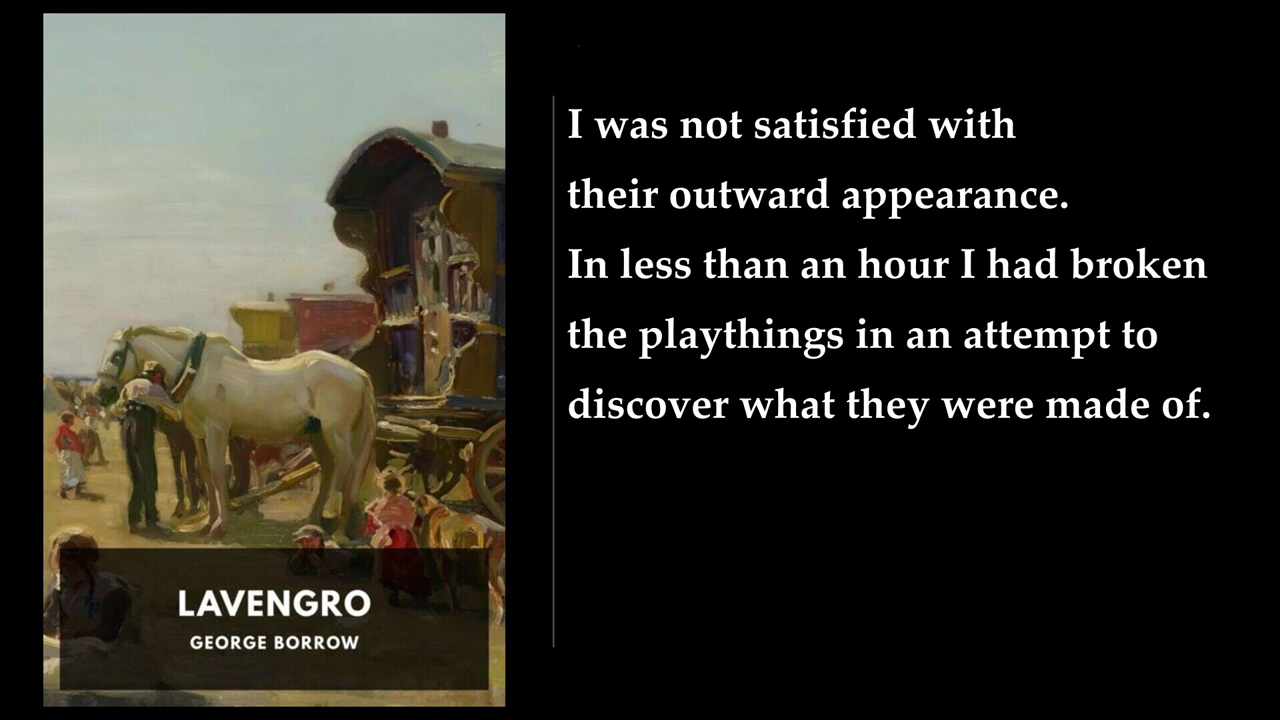 LAVENGRO
GEORGE BORROW
I was not satisfied with
their outward appearance.
In less than an hour I had broken
the playthings in an attempt to
discover what they were made of.